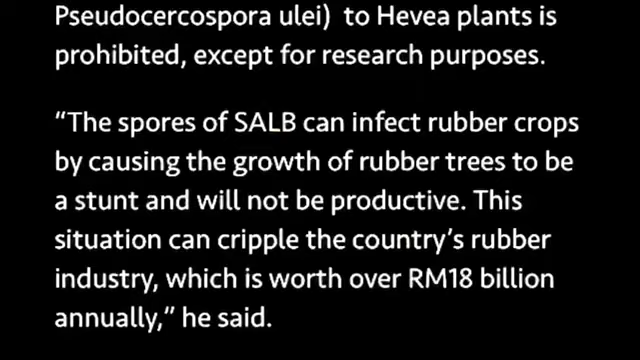 Pseudocercospora ulei) to Hevea plants is
prohibited, except for research purposes.
“The spores of SALB can infect rubber crops
by causing the growth of rubber trees to be
a stunt and will not be productive. This
situation can cripple the country’s rubber
industry, which is worth over RM18 billion
annually,” he said.